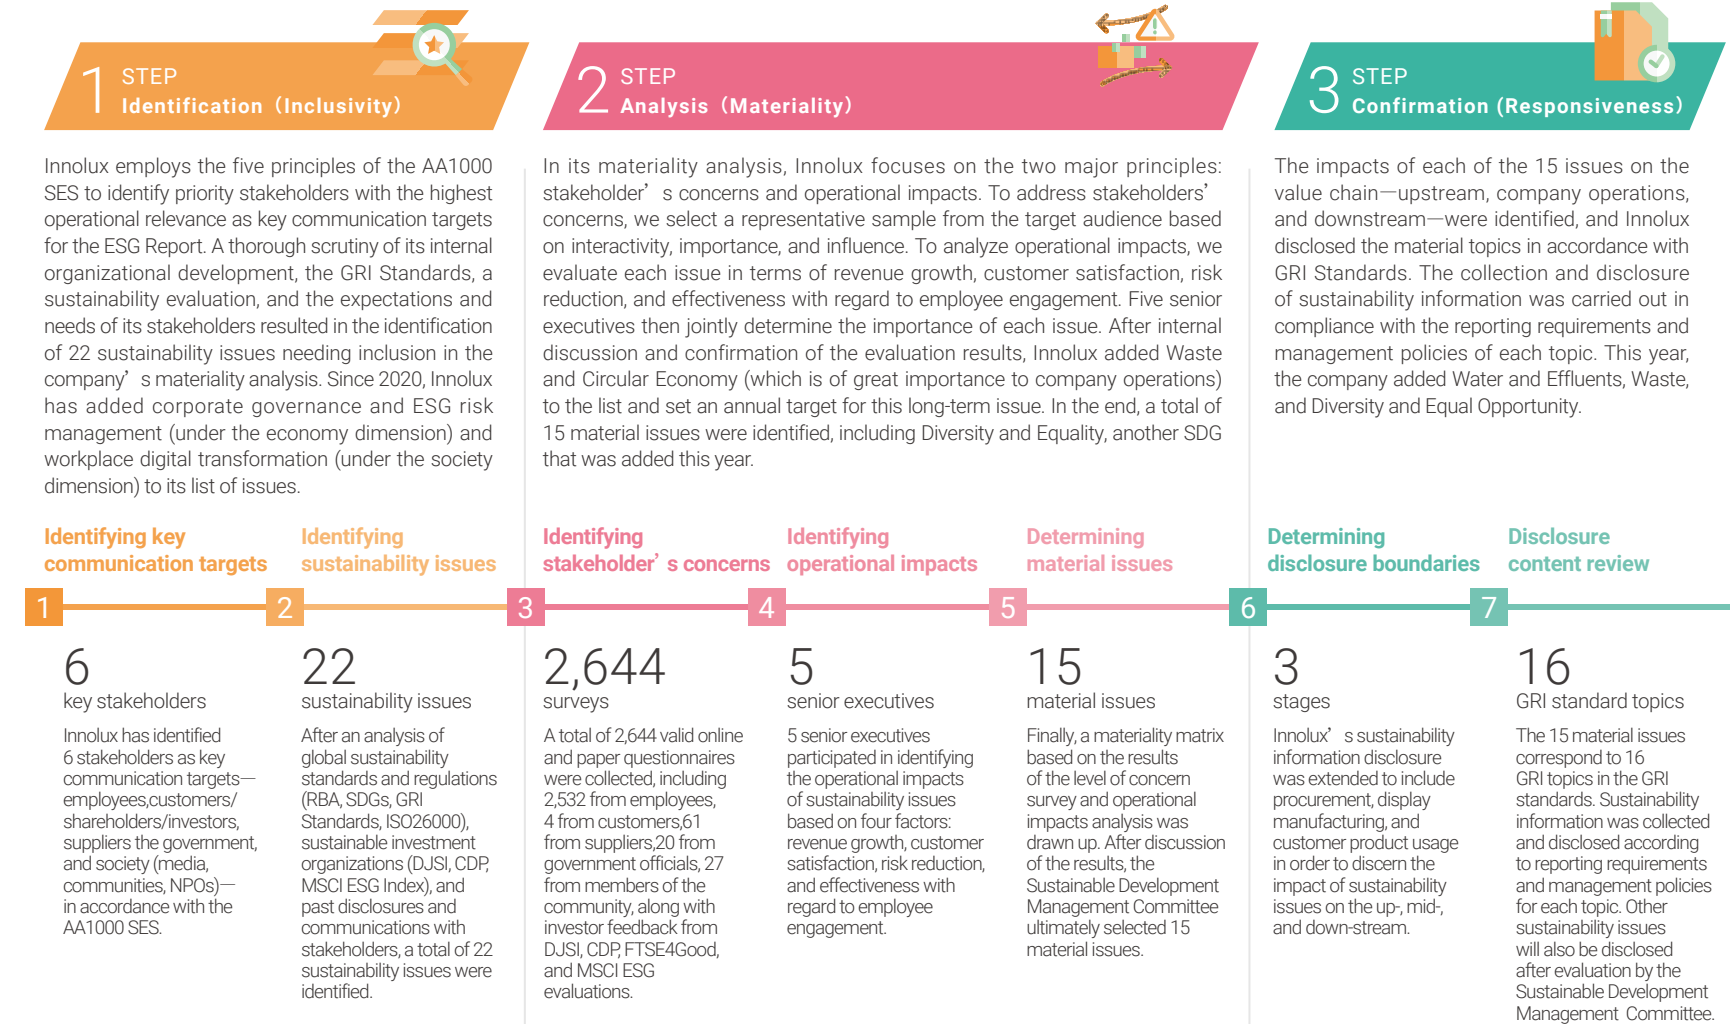 1 STEP
Identification (Inclusivity)
2 STEP
Analysis (Materiality)
3 STEP
Confirmation (Responsiveness)
Innolux employs the five principles of the AA1000
SES to identify priority stakeholders with the highest
operational relevance as key communication targets
for the ESG Report. A thorough scrutiny of its internal
organizational development, the GRI Standards, a
sustainability evaluation, and the expectations and
needs of its stakeholders resulted in the identification
of 22 sustainability issues needing inclusion in the
company’s materiality analysis. Since 2020, Innolux
has added corporate governance and ESG risk
management (under the economy dimension) and
workplace digital transformation (under the society
dimension) to its list of issues.
In its materiality analysis, Innolux focuses on the two major principles:
stakeholder’s concerns and operational impacts. To address stakeholders’
concerns, we select a representative sample from the target audience based
on interactivity, importance, and influence. To analyze operational impacts, we
evaluate each issue in terms of revenue growth, customer satisfaction, risk
reduction, and effectiveness with regard to employee engagement. Five senior
executives then jointly determine the importance of each issue. After internal
discussion and confirmation of the evaluation results, Innolux added Waste
and Circular Economy (which is of great importance to company operations)
to the list and set an annual target for this long-term issue. In the end, a total of
15 material issues were identified, including Diversity and Equality, another SDG
that was added this year.
The impacts of each of the 15 issues on the
value chain—upstream, company operations,
and downstream—were identified, and Innolux
disclosed the material topics in accordance with
GRI Standards. The collection and disclosure
of sustainability information was carried out in
compliance with the reporting requirements and
management policies of each topic. This year,
the company added Water and Effluents, Waste,
and Diversity and Equal Opportunity.
Identifying key
communication targets
1
6
key stakeholders
Innolux has identified
6 stakeholders as key
communication targets—
employees,customers/
shareholders/investors,
suppliers the government,
and society (media,
communities, NPOs)—
in accordance with the
AA1000 SES.
Identifying
sustainability issues
2
22
sustainability issues
After an analysis of
global sustainability
standards and regulations
(RBA, SDGs, GRI
Standards, ISO26000),
sustainable investment
organizations (DJSI, CDP,
MSCI ESG Index), and
past disclosures and
communications with
stakeholders, a total of 22
sustainability issues were
identified.
Identifying
stakeholder’s concerns
3
2,644
surveys
A total of 2,644 valid online
and paper questionnaires
were collected, including
2,532 from employees,
4 from customers,61
from suppliers,20 from
government officials, 27
from members of the
community, along with
investor feedback from
DJSI, CDP, FTSE4Good,
and MSCI ESG
evaluations.
Identifying
operational impacts
4
5
senior executives
5 senior executives
participated in identifying
the operational impacts
of sustainability issues
based on four factors:
revenue growth, customer
satisfaction, risk reduction,
and effectiveness with
regard to employee
engagement.
Determining
material issues
5
15
material issues
Finally, a materiality matrix
based on the results
of the level of concern
survey and operational
impacts analysis was
drawn up. After discussion
of the results, the
Sustainable Development
Management Committee
ultimately selected 15
material issues.
Determining
disclosure boundaries
6
3
stages
Innolux’s sustainability
information disclosure
was extended to include
procurement, display
manufacturing, and
customer product usage
in order to discern the
impact of sustainability
issues on the up-, mid-,
and down-stream.
Disclosure
content review
7
16
GRI standard topics
The 15 material issues
correspond to 16
GRI topics in the GRI
standards. Sustainability
information was collected
and disclosed according
to reporting requirements
and management policies
for each topic. Other
sustainability issues
will also be disclosed
after evaluation by the
Sustainable Development
Management Committee.